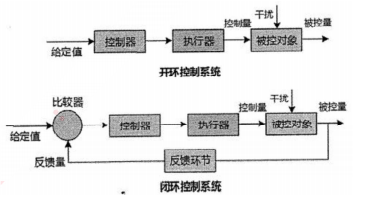 干扰
控制量
被控量
给定值
控制器
执行器
被控对象
开环控制系统
比较器
干扰
控制量
被控量
给定值
控制器
执行器
被控对象
反馈量
反馈环节
闭环控制系统